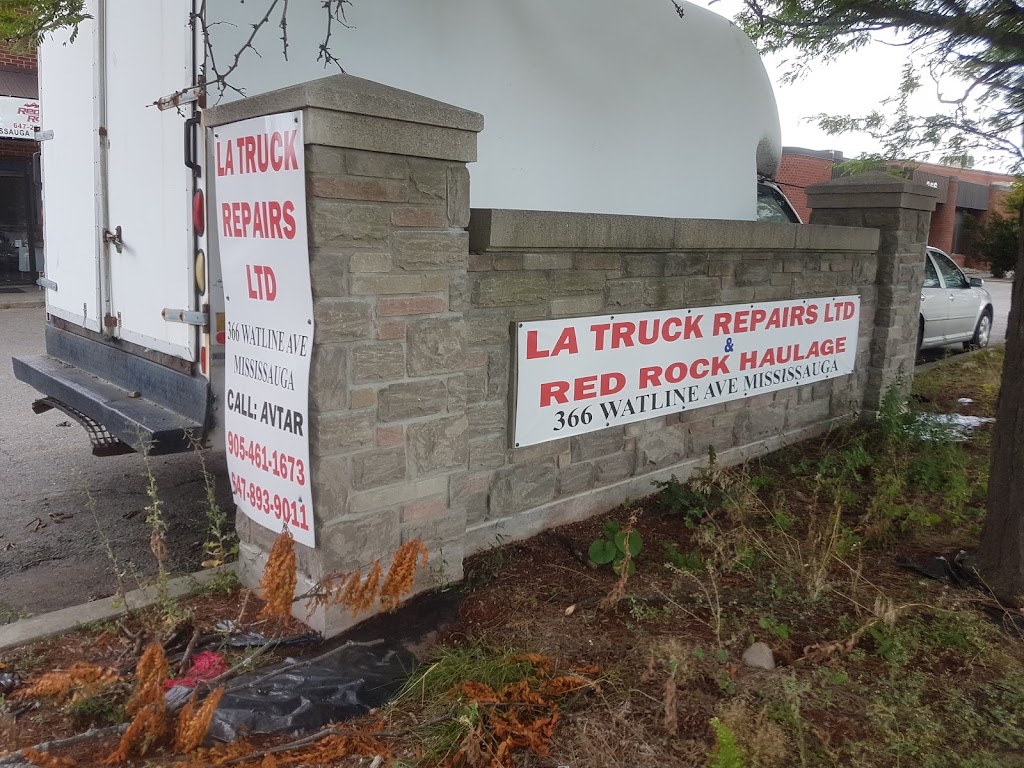 LA TRUCK
REPAIRS
LTD
366 WATLINE AVE
MISSISSAUGA
CALL: AVTAR
905-461-1673
647-893-9011
LA TRUCK REPAIRS LTD
&
RED ROCK HAULAGE
366 WATLINE AVE MISSISSAUGA